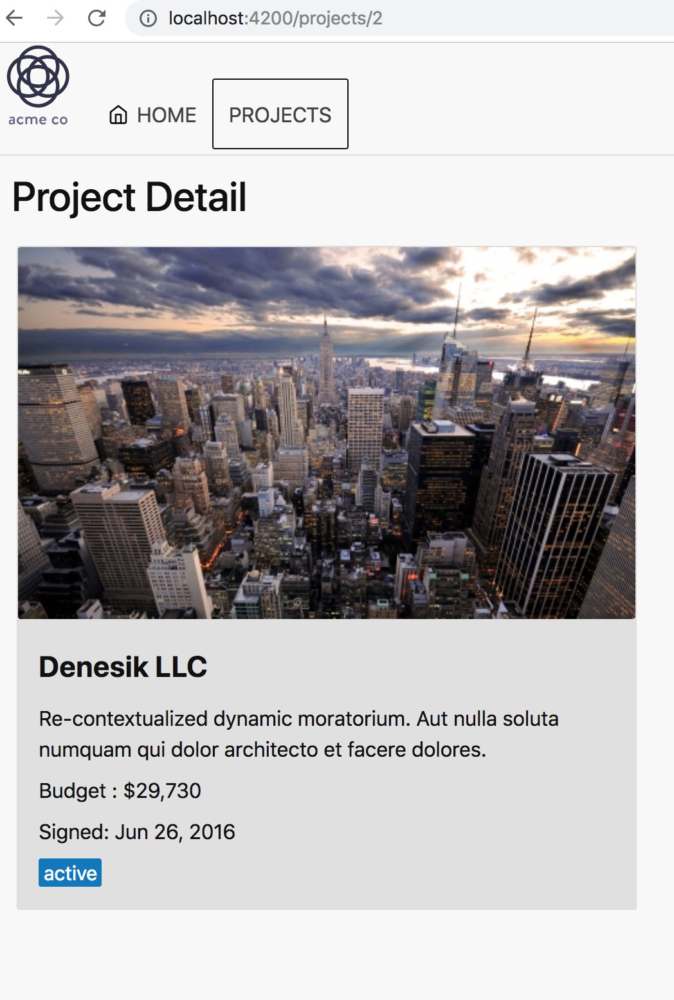 localhost:4200/projects/2
acme co
HOME
PROJECTS
Project Detail
Denesik LLC
Re-contextualized dynamic moratorium. Aut nulla soluta
numquam qui dolor architecto et facere dolores.
Budget : $29,730
Signed: Jun 26, 2016
active